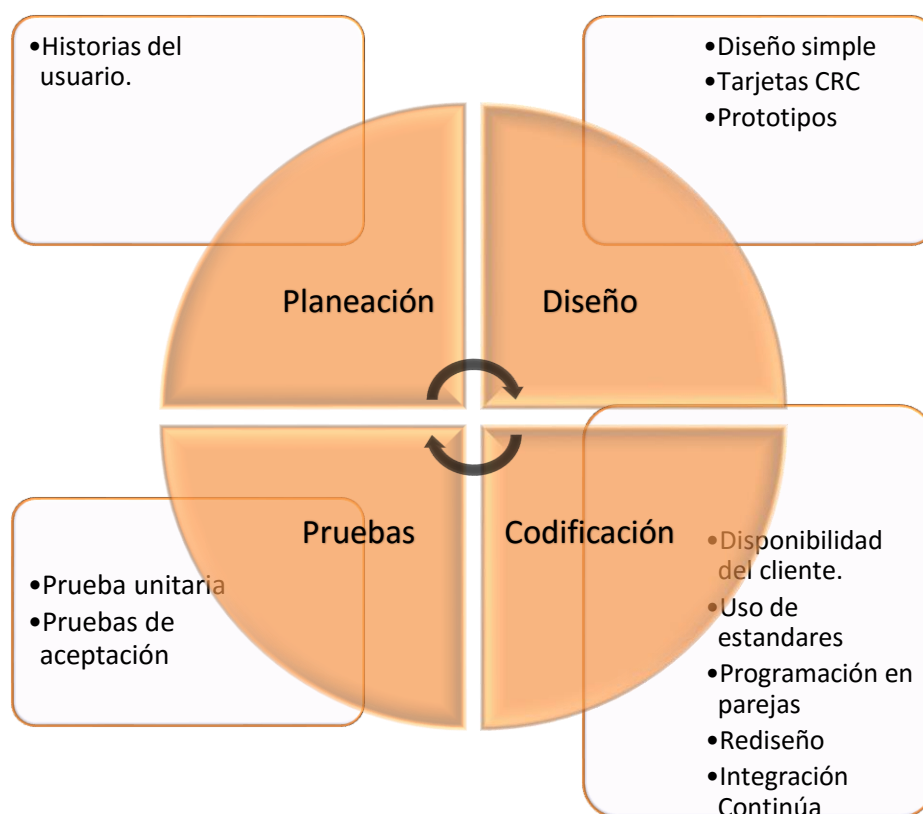 •Historias del
usuario.
•Diseño simple
•Tarjetas CRC
•Prototipos
Planeación
Diseño
Pruebas
Codificación
•Prueba unitaria
•Pruebas de
aceptación
•Disponibilidad
del cliente.
•Uso de
estandares
•Programación en
parejas
•Rediseño
•Integración
Continúa